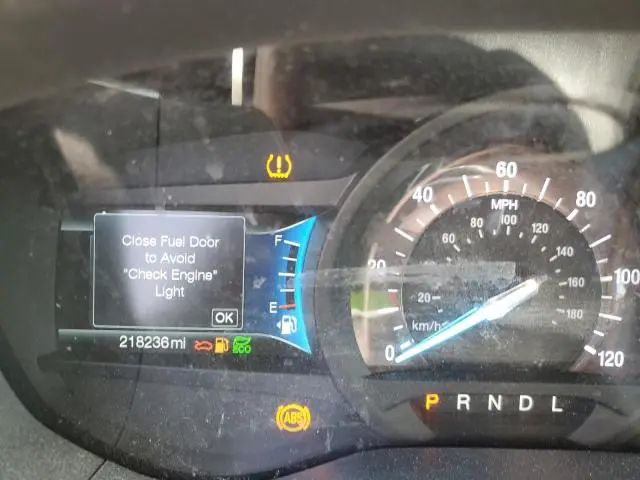 Close Fuel Door
to Avoid
"Check Engine"
Light
OK
F
E
218236mi
ECO
ABS
0
20
40
60
80
100
120
MPH
20
60
80
100
120
140
160
180
km/h
P R N D L